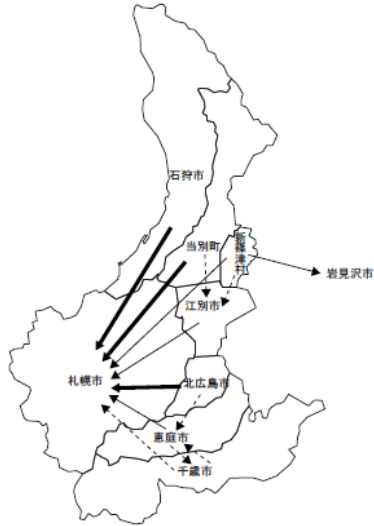 石狩市
当別町
新篠津村
岩見沢市
江別市
札幌市
北広島市
恵庭市
千歳市